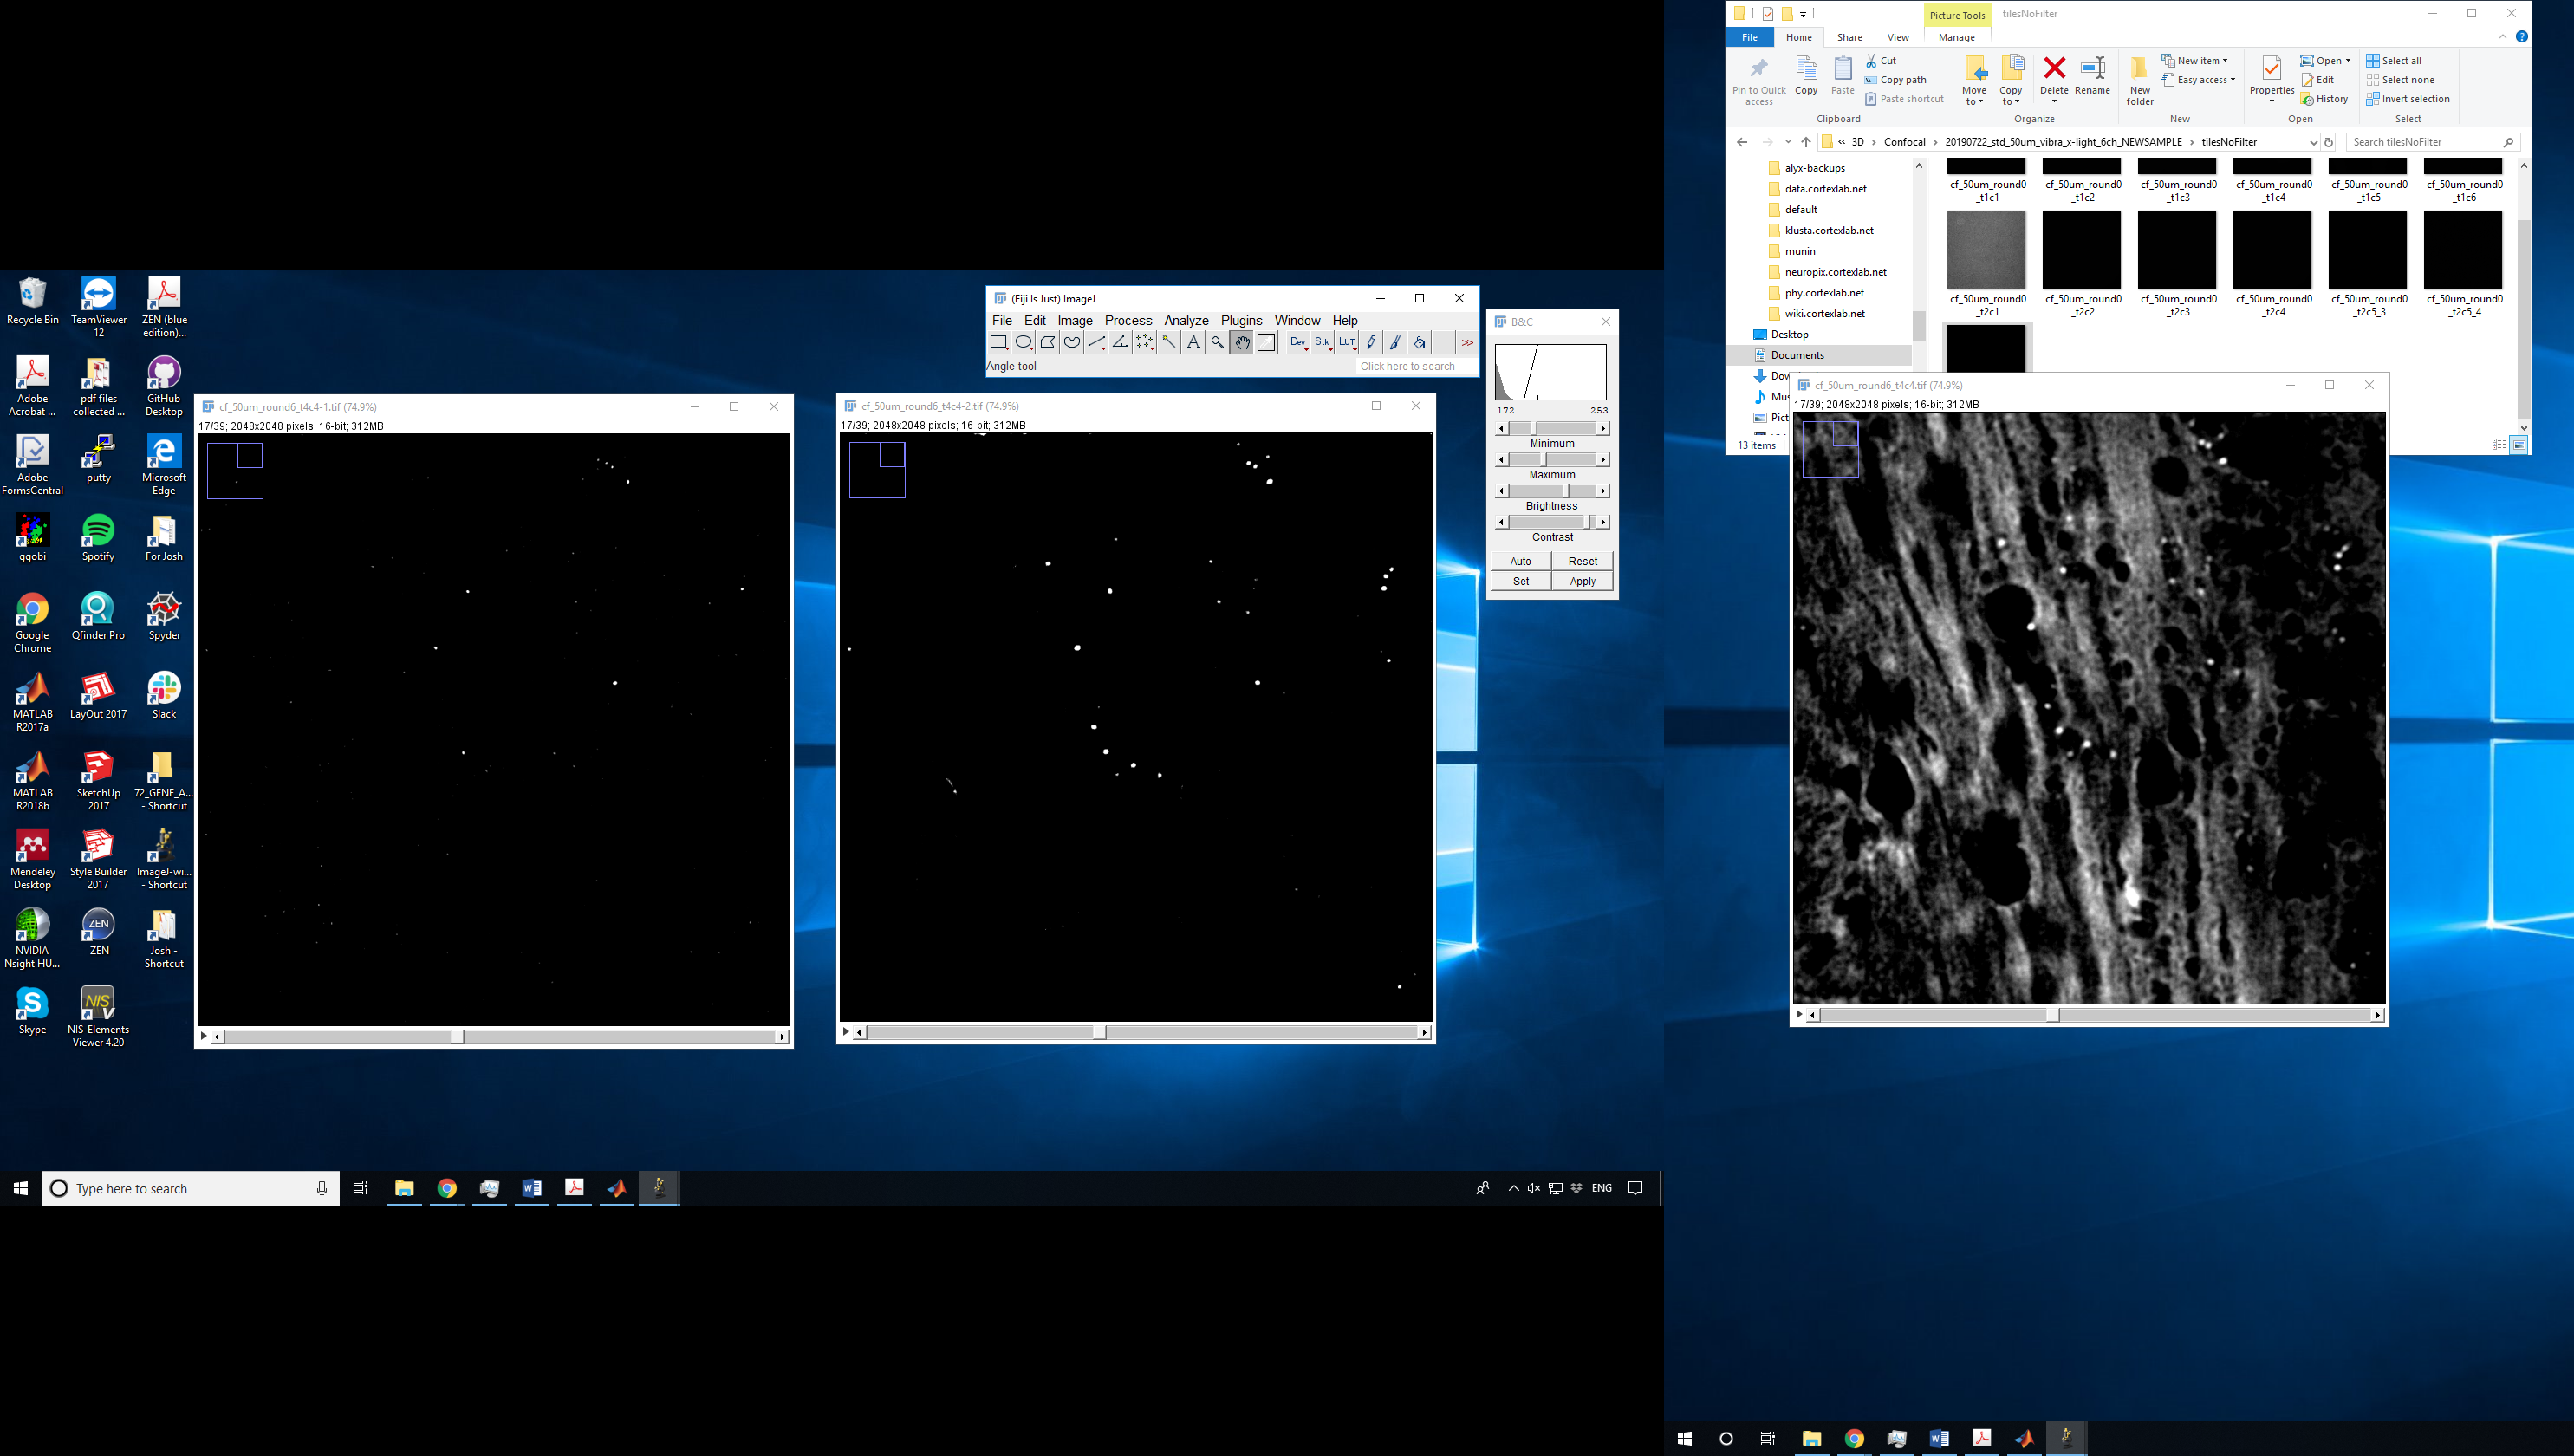 Recycle Bin
TeamViewer 12
ZEN (blue edition)...
Adobe Acrobat ...
pdf files collected ...
GitHub Desktop
Adobe FormsCentral
putty
Microsoft Edge
ggobi
Spotify
For Josh
Google Chrome
Qfinder Pro
Spyder
MATLAB R2017a
LayOut 2017
Slack
MATLAB R2018b
SketchUp 2017
72_GENE_A... - Shortcut
Mendeley Desktop
Style Builder 2017
ImageJ-wi... - Shortcut
NVIDIA Nsight HU...
ZEN
Josh - Shortcut
Skype
NIS-Elements Viewer 4.20
cf_50um_round6_t4c4-1.tif (74.9%)
17/39; 2048x2048 pixels; 16-bit; 312MB
cf_50um_round6_t4c4-2.tif (74.9%)
17/39; 2048x2048 pixels; 16-bit; 312MB
(Fiji Is Just) ImageJ
File Edit Image Process Analyze Plugins Window Help
Dev Stk LUT >>
Angle tool
Click here to search
B&C
172 253
Minimum
Maximum
Brightness
Contrast
Auto Reset
Set Apply
Type here to search
ENG
Picture Tools tilesNoFilter
File Home Share View Manage
Pin to Quick access
Copy
Paste
Cut
Copy path
Paste shortcut
Clipboard
Move to
Copy to
Delete
Rename
Organize
New folder
New item
Easy access
New
Properties
Open
Edit
History
Open
Select all
Select none
Invert selection
Select
« 3D > Confocal > 20190722_std_50um_vibra_x-light_6ch_NEWSAMPLE > tilesNoFilter
Search tilesNoFilter
alyx-backups
data.cortexlab.net
default
klusta.cortexlab.net
munin
neuropix.cortexlab.net
phy.cortexlab.net
wiki.cortexlab.net
Desktop
Documents
Dow
Mus
Pict
13 items
cf_50um_round0_t1c1
cf_50um_round0_t1c2
cf_50um_round0_t1c3
cf_50um_round0_t1c4
cf_50um_round0_t1c5
cf_50um_round0_t1c6
cf_50um_round0_t2c1
cf_50um_round0_t2c2
cf_50um_round0_t2c3
cf_50um_round0_t2c4
cf_50um_round0_t2c5_3
cf_50um_round0_t2c5_4
cf_50um_round6_t4c4.tif (74.9%)
17/39; 2048x2048 pixels; 16-bit; 312MB